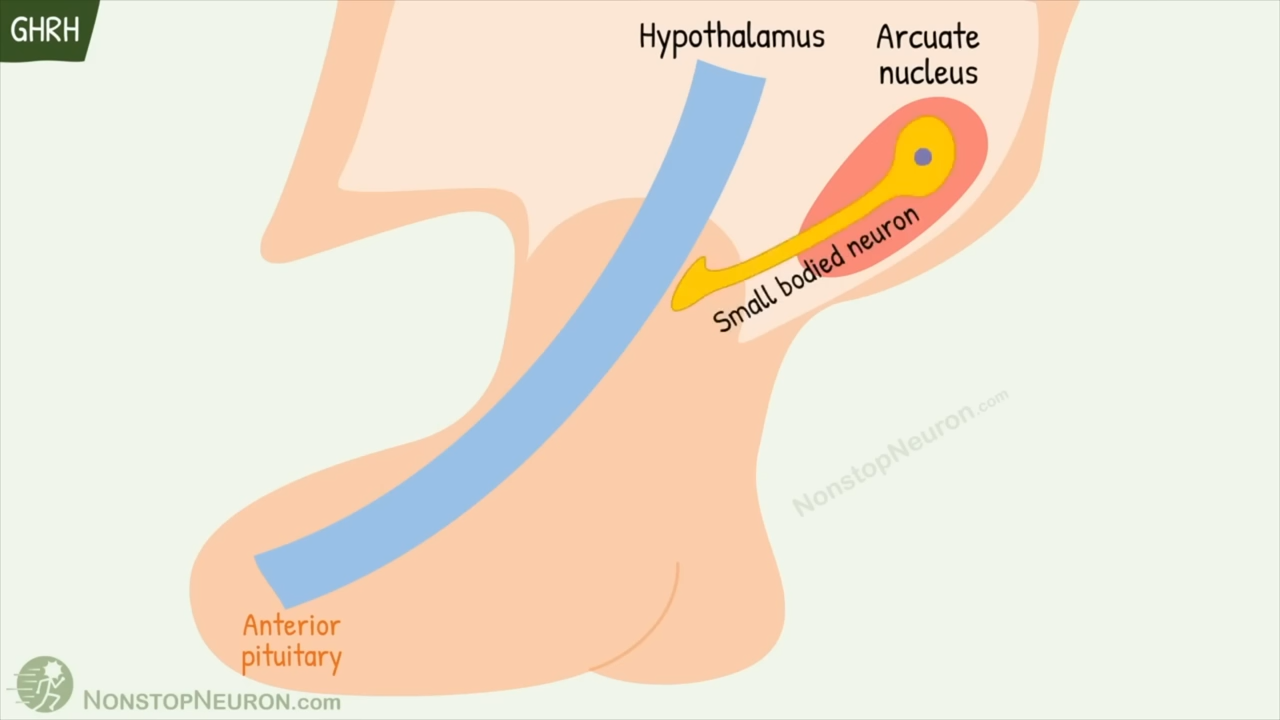 GHRH
Hypothalamus
Arcuate
nucleus
Small bodied neuron
NonstopNeuron.com
Anterior
pituitary
NONSTOPNEURON.com